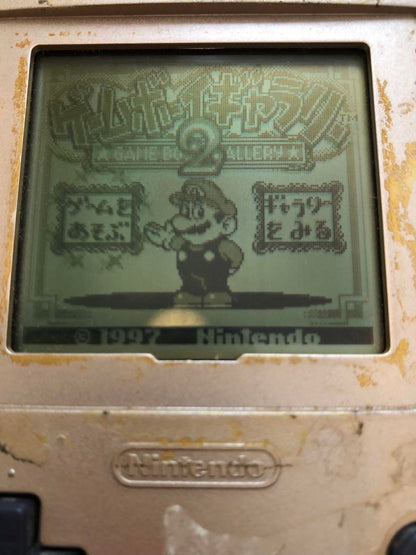 ゲームボーイギャラリー2
TM
★ GAME BOY GALLERY ★
ゲームを
あそぶ
ギャラリー
をみる
© 1997 Nintendo
Nintendo